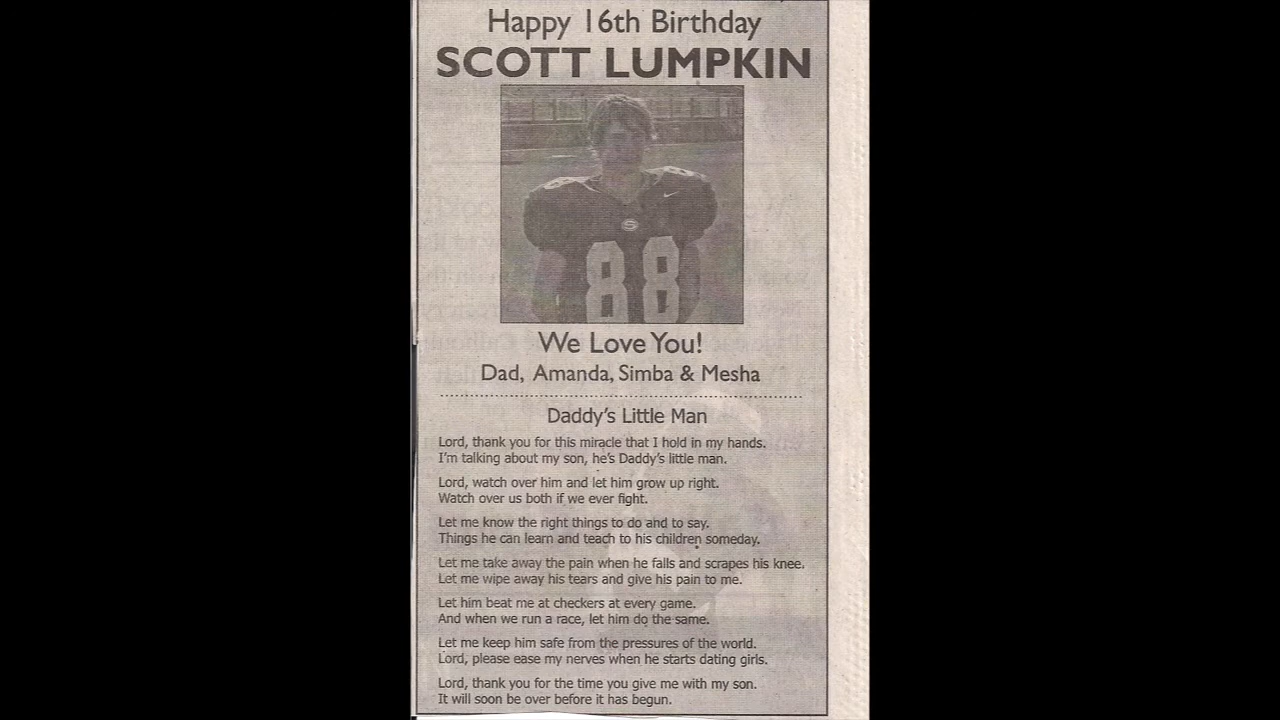 Happy 16th Birthday
SCOTT LUMPKIN
88
We Love You!
Dad, Amanda, Simba & Mesha
Daddy's Little Man
Lord, thank you for this miracle that I hold in my hands.
I'm talking about my son, he's Daddy's little man.
Lord, watch over him and let him grow up right.
Watch over us both if we ever fight.
Let me know the right things to do and to say.
Things he can learn and teach to his children someday.
Let me take away the pain when he falls and scrapes his knee.
Let me wipe away his tears and give his pain to me.
Let him beat me at checkers at every game.
And when we run a race, let him do the same.
Let me keep him safe from the pressures of the world.
Lord, please ease my nerves when he starts dating girls.
Lord, thank you for the time you give me with my son.
It will soon be over before it has begun.